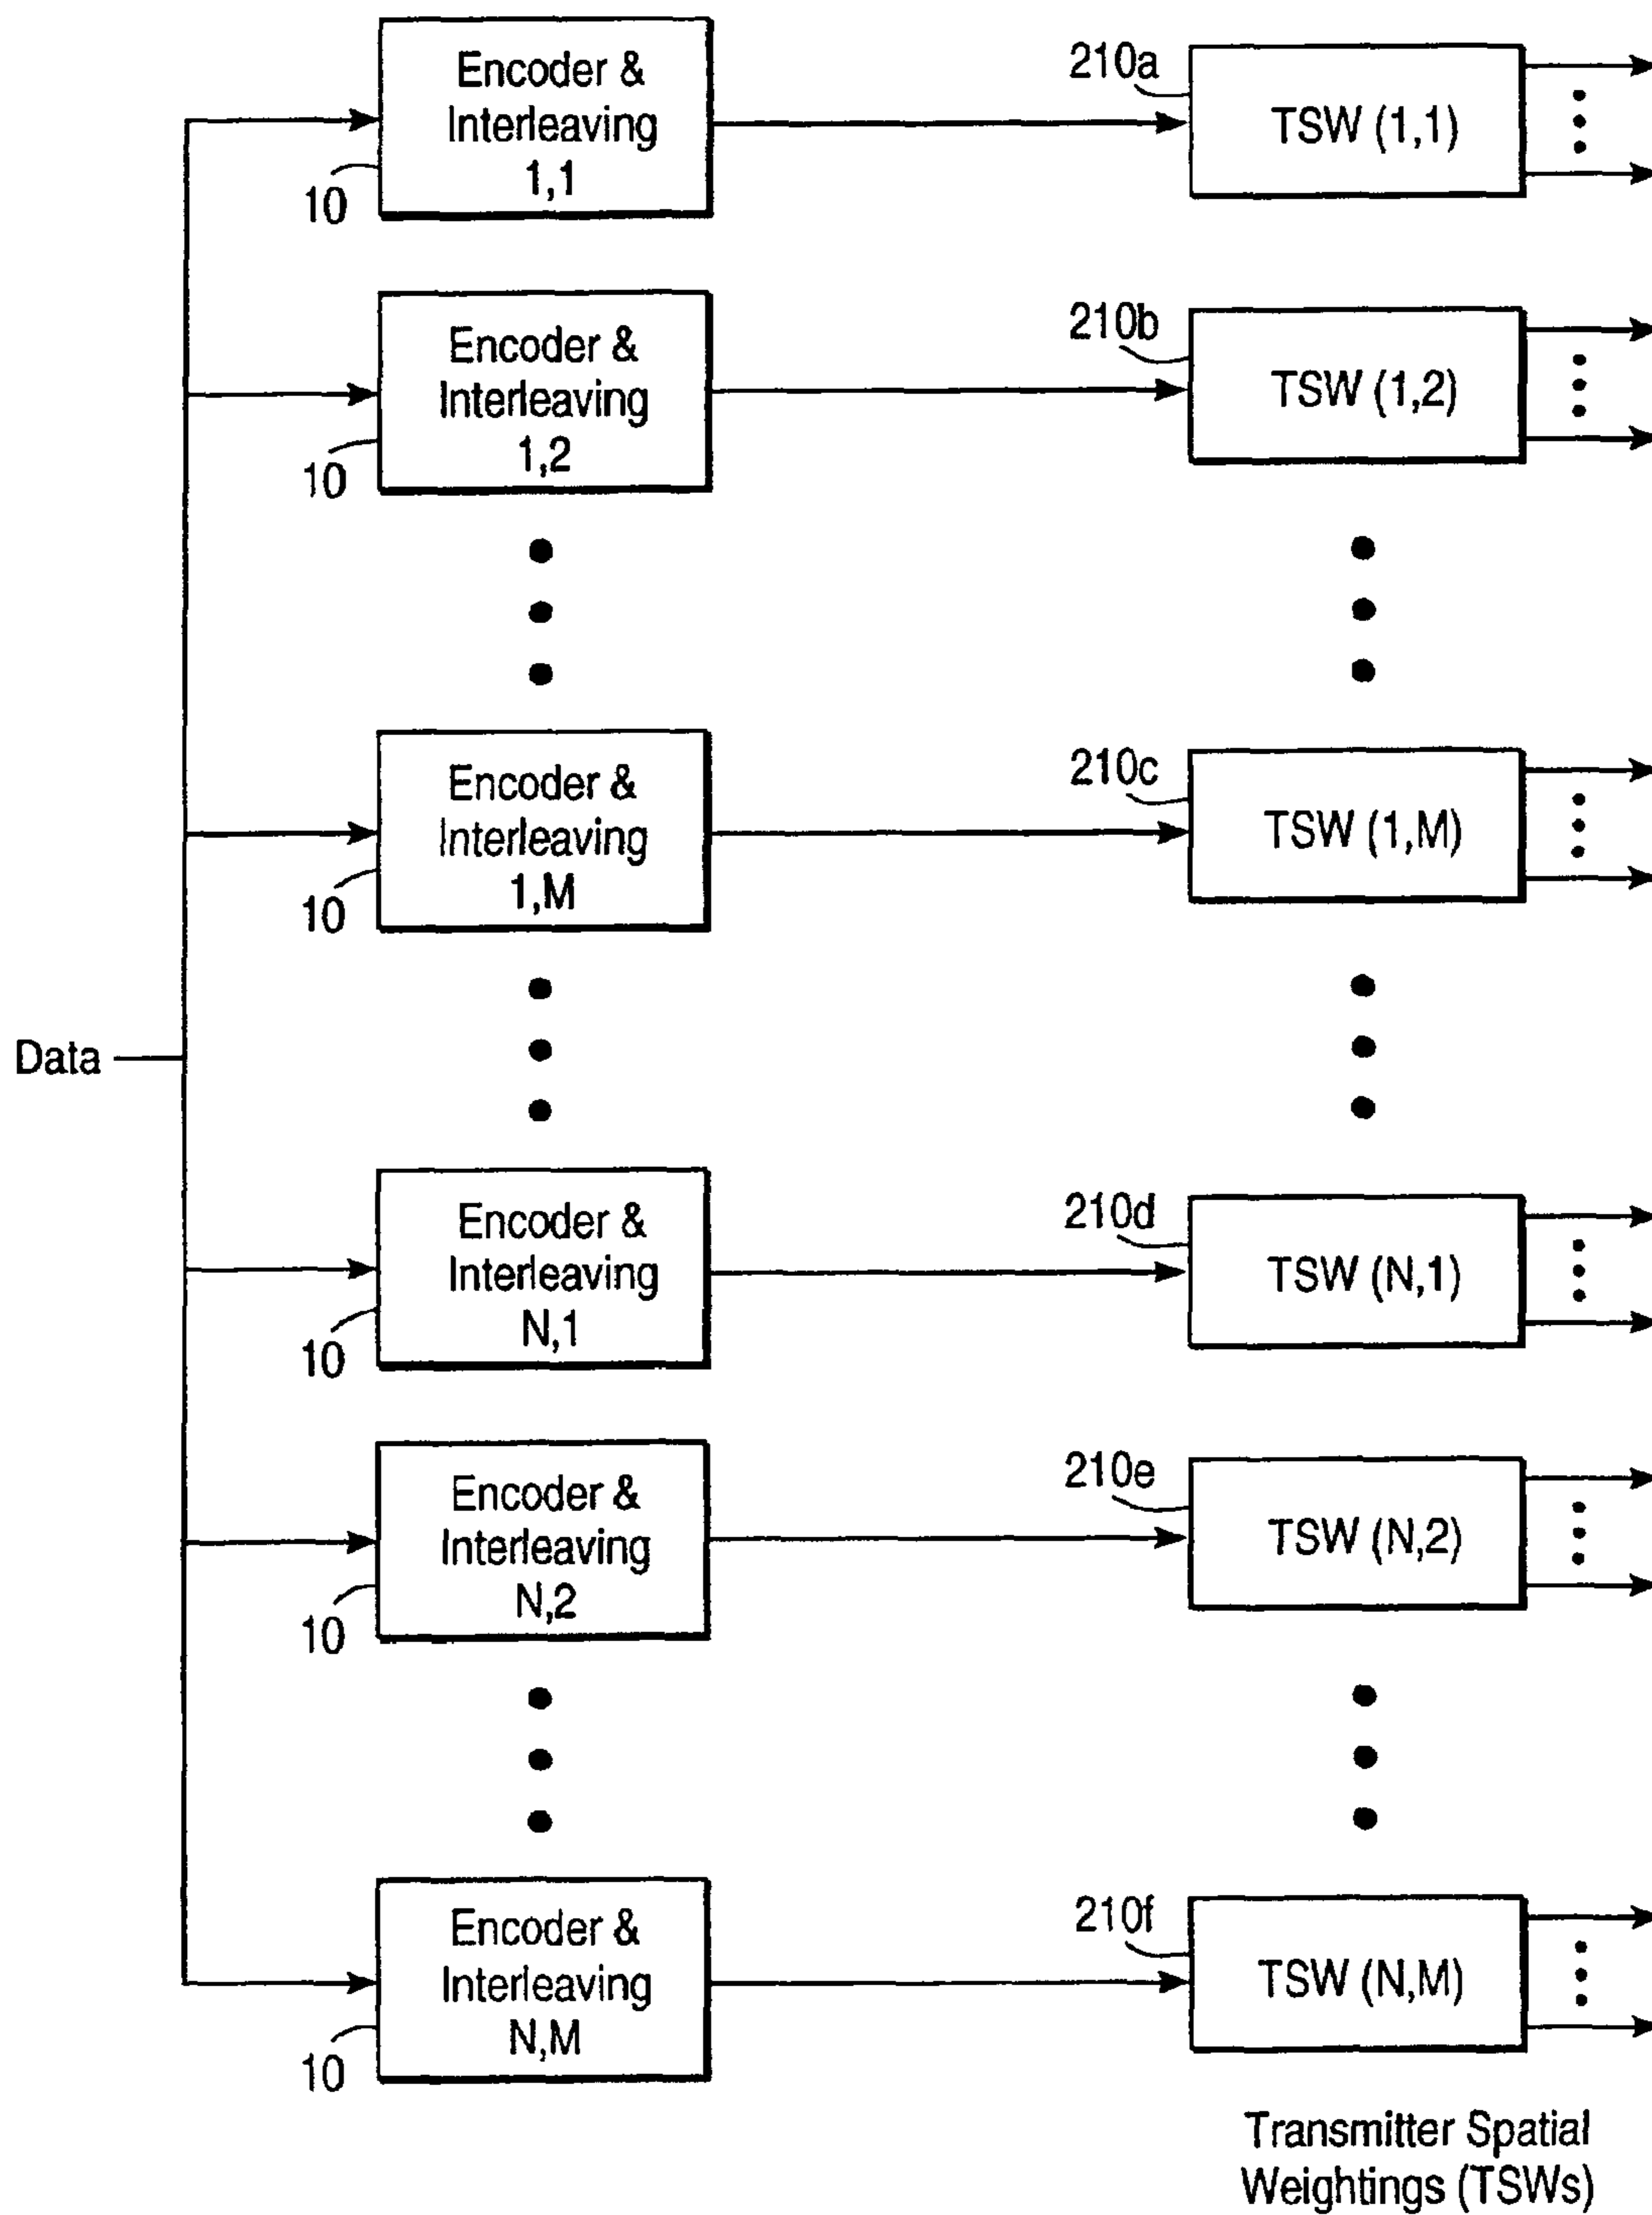 Encoder &
Interleaving
1,1
10
210a
TSW (1,1)
Encoder &
Interleaving
1,2
10
210b
TSW (1,2)
Encoder &
Interleaving
1,M
10
210c
TSW (1,M)
Data
Encoder &
Interleaving
N,1
10
210d
TSW (N,1)
Encoder &
Interleaving
N,2
10
210e
TSW (N,2)
Encoder &
Interleaving
N,M
10
210f
TSW (N,M)
Transmitter Spatial
Weightings (TSWs)